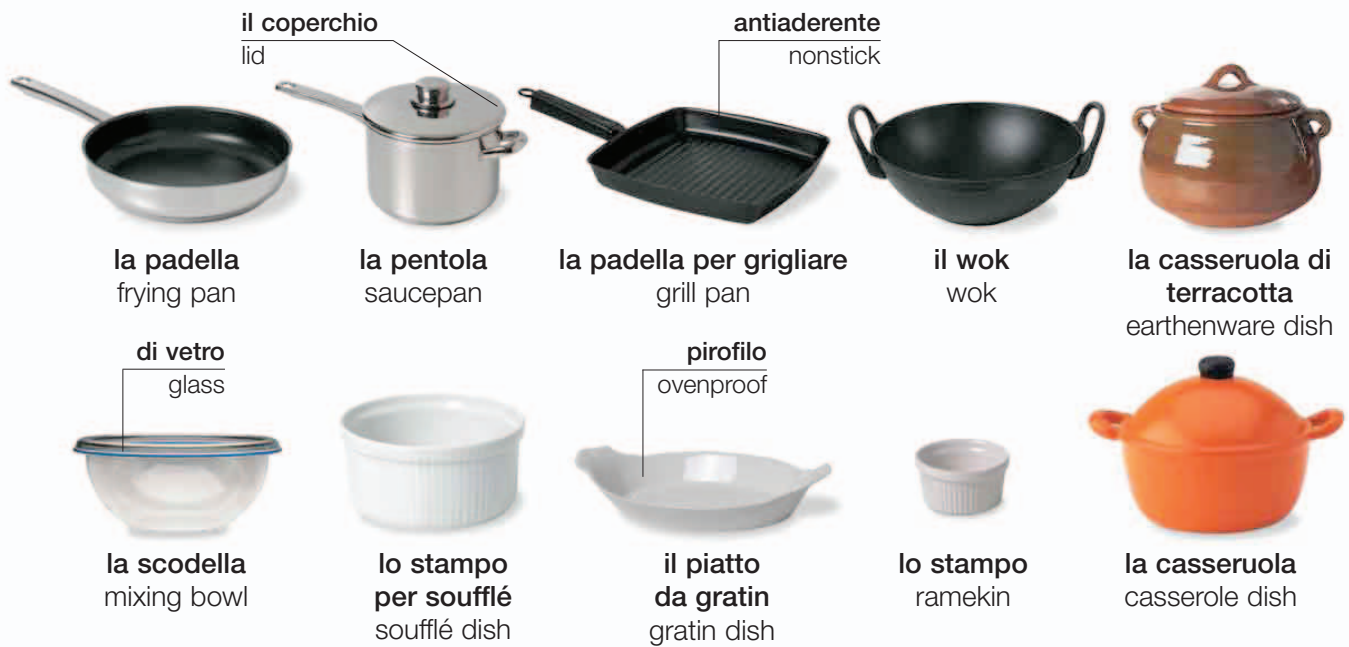 il coperchio
lid
antiaderente
nonstick
la padella
frying pan
la pentola
saucepan
la padella per grigliare
grill pan
il wok
wok
la casseruola di
terracotta
earthenware dish
di vetro
glass
pirofilo
ovenproof
la scodella
mixing bowl
lo stampo
per soufflé
soufflé dish
il piatto
da gratin
gratin dish
lo stampo
ramekin
la casseruola
casserole dish